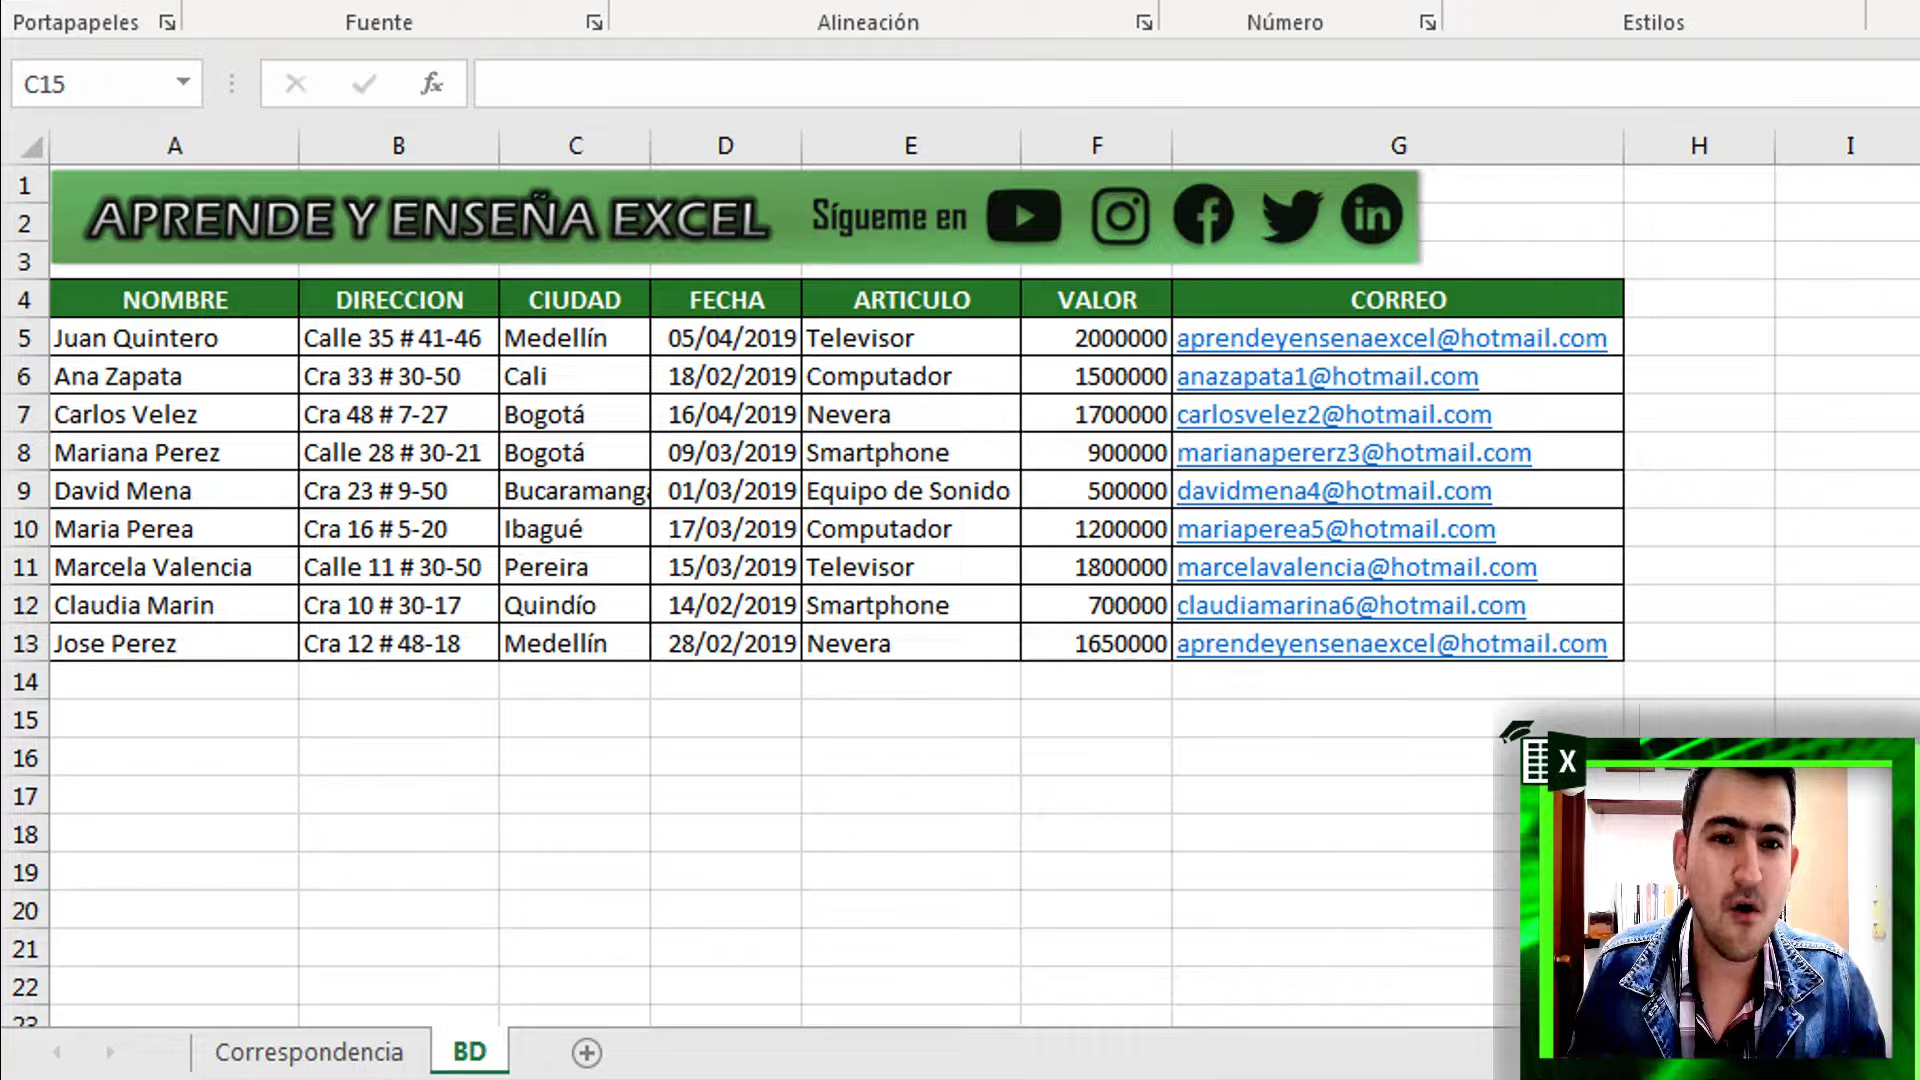 Portapapeles Fuente Alineación Número Estilos
C15 fx
A B C D E F G H I
1
2 APRENDE Y ENSEÑA EXCEL Sígueme en in
3
4 NOMBRE DIRECCION CIUDAD FECHA ARTICULO VALOR CORREO
5 Juan Quintero Calle 35 # 41-46 Medellín 05/04/2019 Televisor 2000000 aprendeyensenaexcel@hotmail.com
6 Ana Zapata Cra 33 # 30-50 Cali 18/02/2019 Computador 1500000 anazapata1@hotmail.com
7 Carlos Velez Cra 48 # 7-27 Bogotá 16/04/2019 Nevera 1700000 carlosvelez2@hotmail.com
8 Mariana Perez Calle 28 # 30-21 Bogotá 09/03/2019 Smartphone 900000 marianapererz3@hotmail.com
9 David Mena Cra 23 # 9-50 Bucaramanga 01/03/2019 Equipo de Sonido 500000 davidmena4@hotmail.com
10 Maria Perea Cra 16 # 5-20 Ibagué 17/03/2019 Computador 1200000 mariaperea5@hotmail.com
11 Marcela Valencia Calle 11 # 30-50 Pereira 15/03/2019 Televisor 1800000 marcelavalencia@hotmail.com
12 Claudia Marin Cra 10 # 30-17 Quindío 14/02/2019 Smartphone 700000 claudiamarina6@hotmail.com
13 Jose Perez Cra 12 # 48-18 Medellín 28/02/2019 Nevera 1650000 aprendeyensenaexcel@hotmail.com
14
15
16 X
17
18
19
20
21
22
23
Correspondencia BD